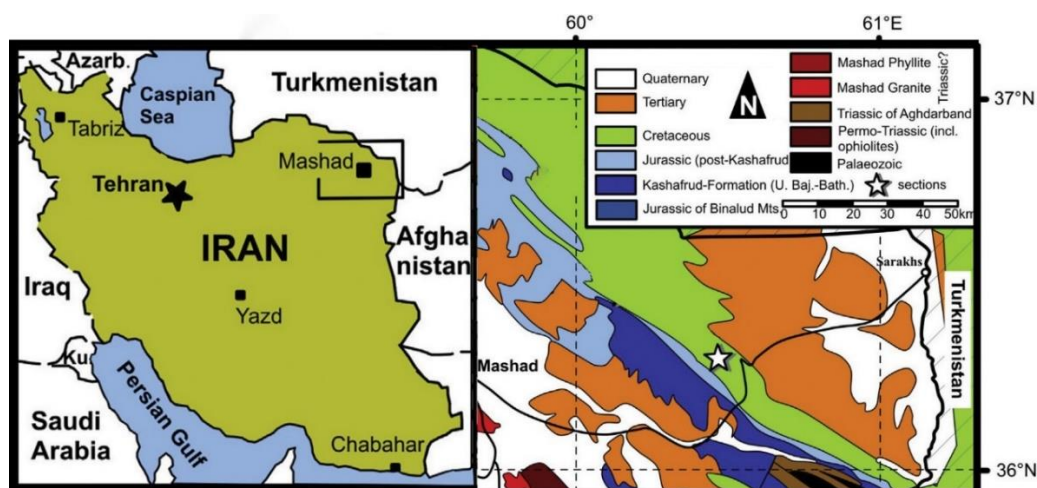 Azarb.
Turkmenistan
Caspian
Sea
Tabriz
Mashad
Tehran
IRAN
Afgha
nistan
Iraq
Yazd
Ku.
Persian Gulf
Saudi
Arabia
Chabahar
60°
61°E
37°N
36°N
Quaternary
Tertiary
Cretaceous
Jurassic (post-Kashafrud)
Kashafrud-Formation (U. Baj.-Bath.)
Jurassic of Binalud Mts.
N
Mashad Phyllite
Mashad Granite
Triassic?
Triassic of Aghdarband
Permo-Triassic (incl.
ophiolites)
Palaeozoic
sections
0 10 20 30 40 50km
Sarakhs
Turkmenistan
Mashad